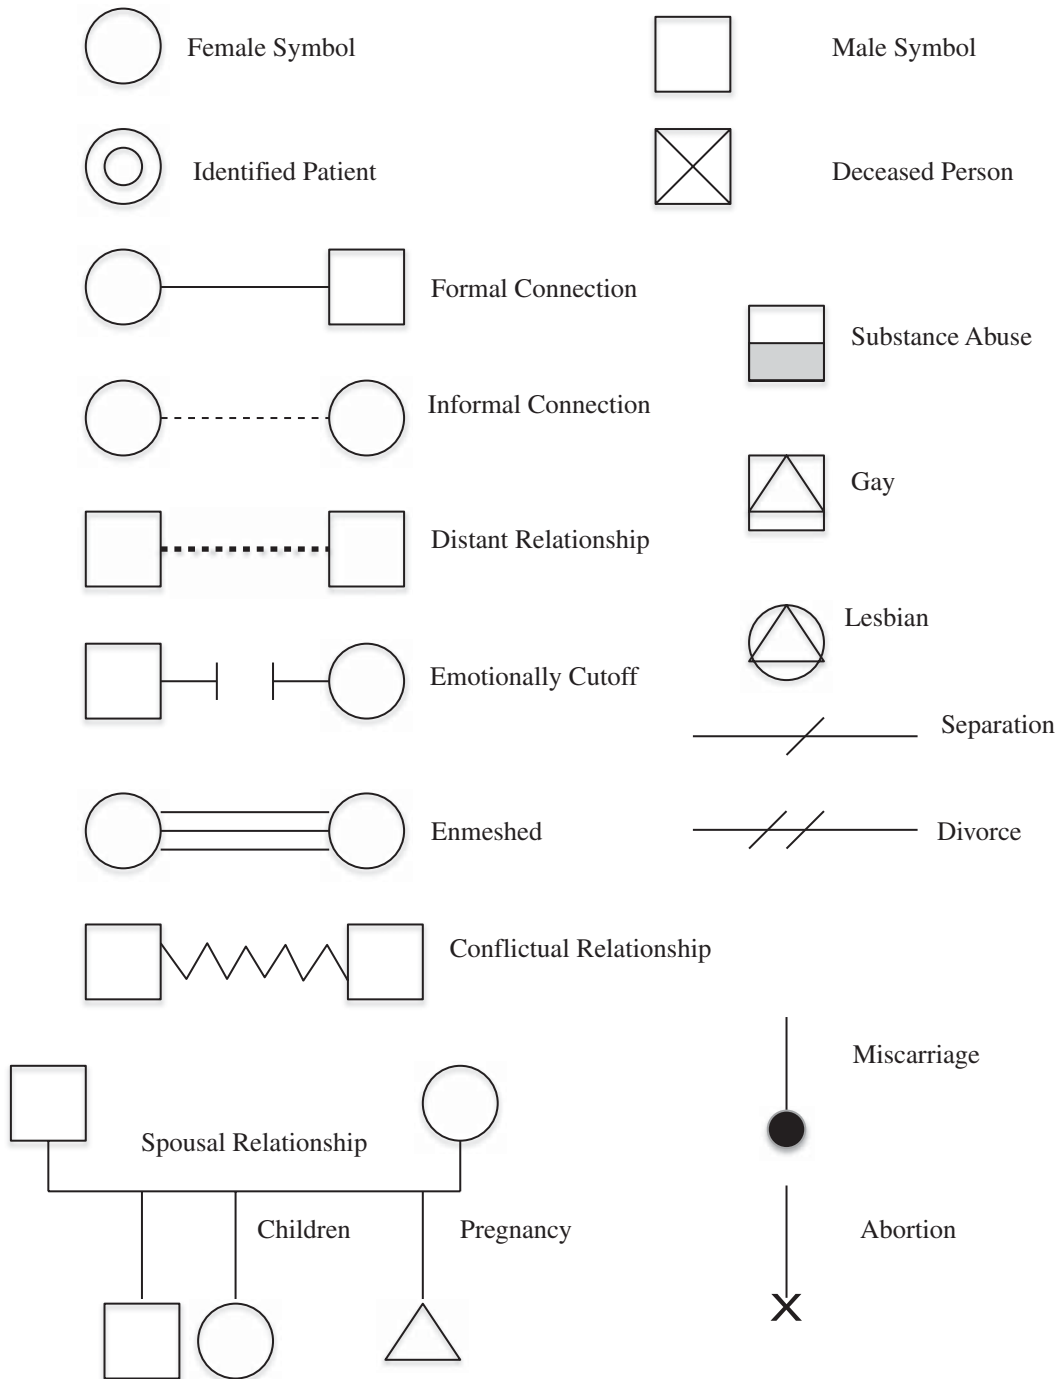 Female Symbol
Male Symbol
Identified Patient
Deceased Person
Formal Connection
Substance Abuse
Informal Connection
Gay
Distant Relationship
Lesbian
Emotionally Cutoff
Separation
Enmeshed
Divorce
Conflictual Relationship
Miscarriage
Spousal Relationship
Children
Pregnancy
Abortion